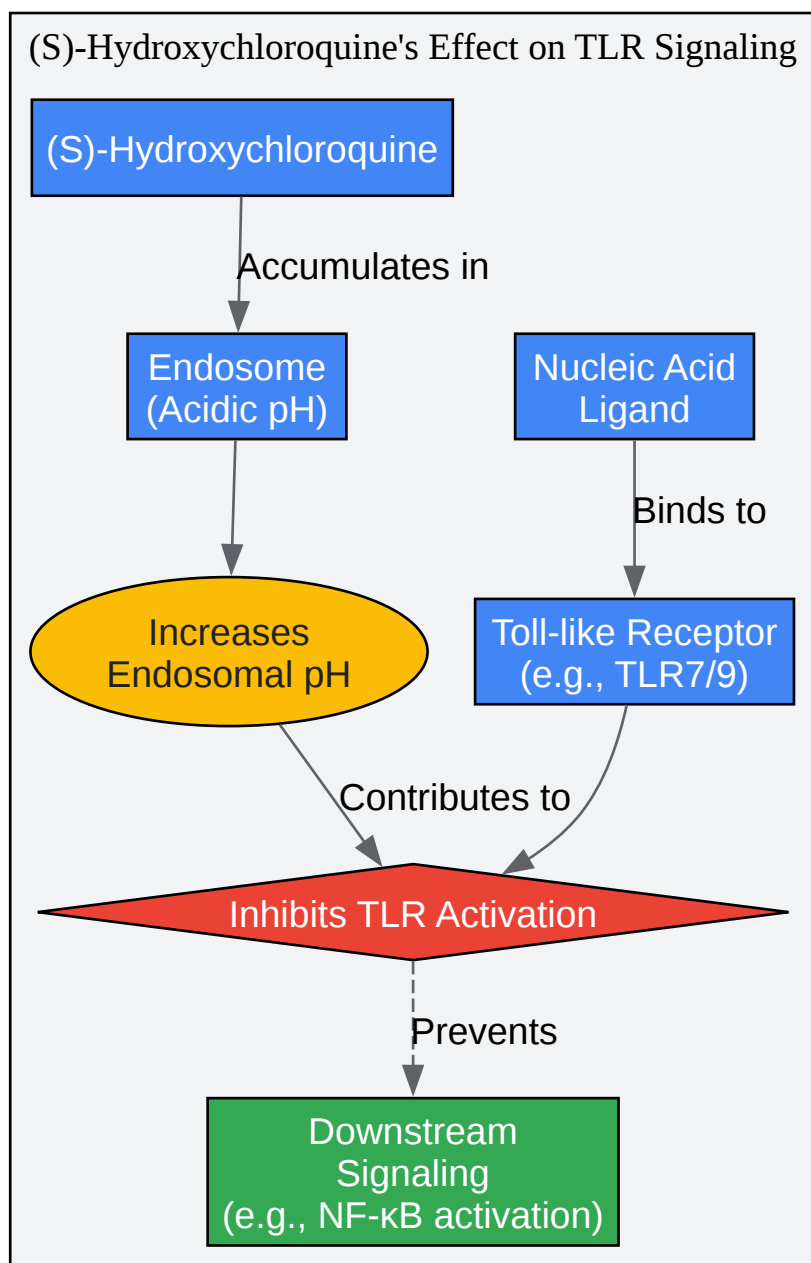 (S)-Hydroxychloroquine's Effect on TLR Signaling
(S)-Hydroxychloroquine
Accumulates in
Endosome
(Acidic pH)
Nucleic Acid
Ligand
Binds to
Increases
Endosomal pH
Toll-like Receptor
(e.g., TLR7/9)
Contributes to
Inhibits TLR Activation
Prevents
Downstream
Signaling
(e.g., NF-κB activation)